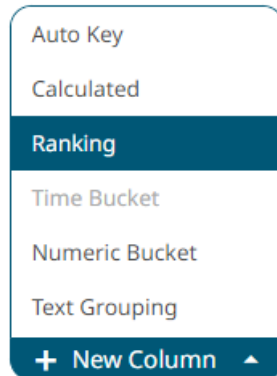 Auto Key
Calculated
Ranking
Time Bucket
Numeric Bucket
Text Grouping
+ New Column